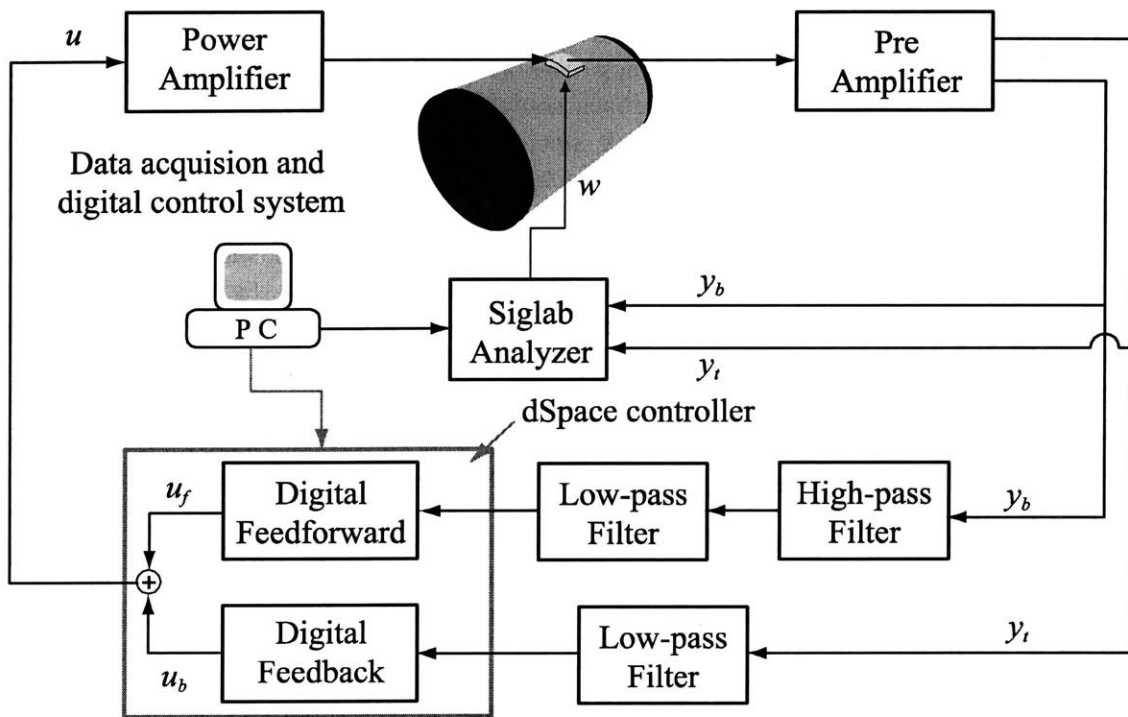 u
Power
Amplifier
Pre
Amplifier
Data acquision and
digital control system
w
P C
Siglab
Analyzer
y_b
y_t
dSpace controller
u_f
Digital
Feedforward
Low-pass
Filter
High-pass
Filter
y_b
+
u_b
Digital
Feedback
Low-pass
Filter
y_t